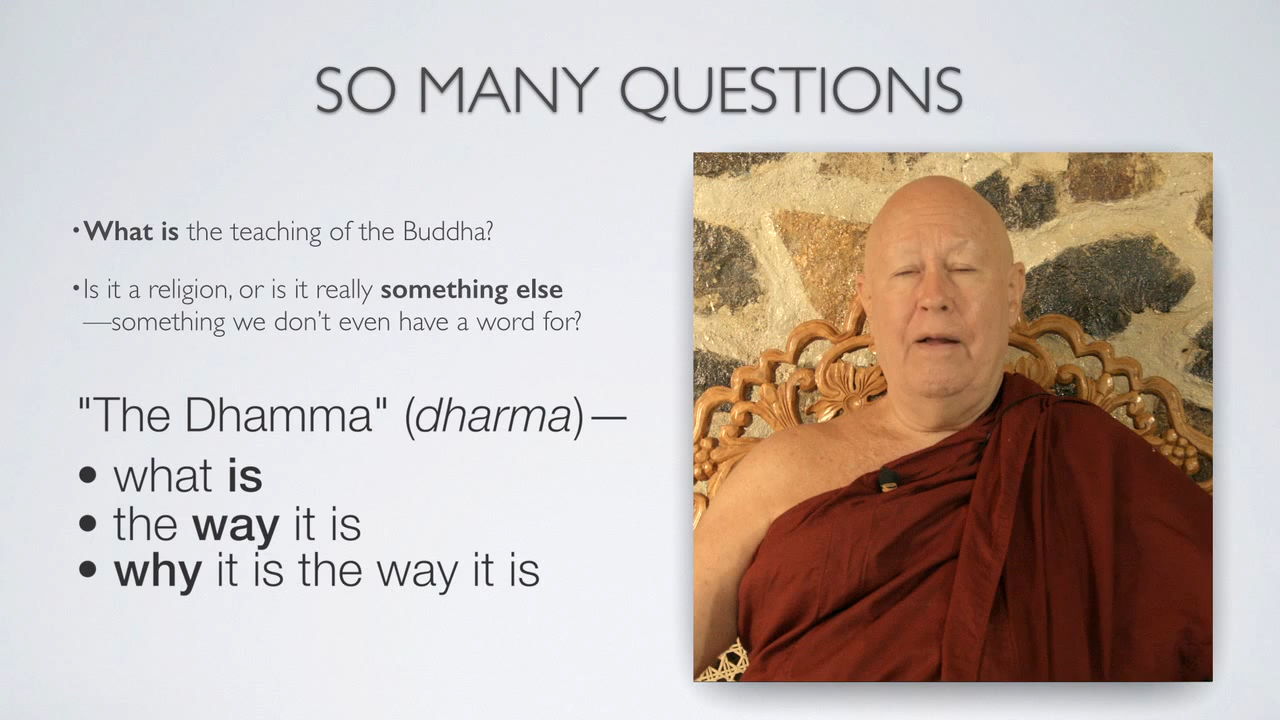 SO MANY QUESTIONS
•What is the teaching of the Buddha?
•Is it a religion, or is it really something else
—something we don’t even have a word for?
"The Dhamma" (dharma)—
• what is
• the way it is
• why it is the way it is